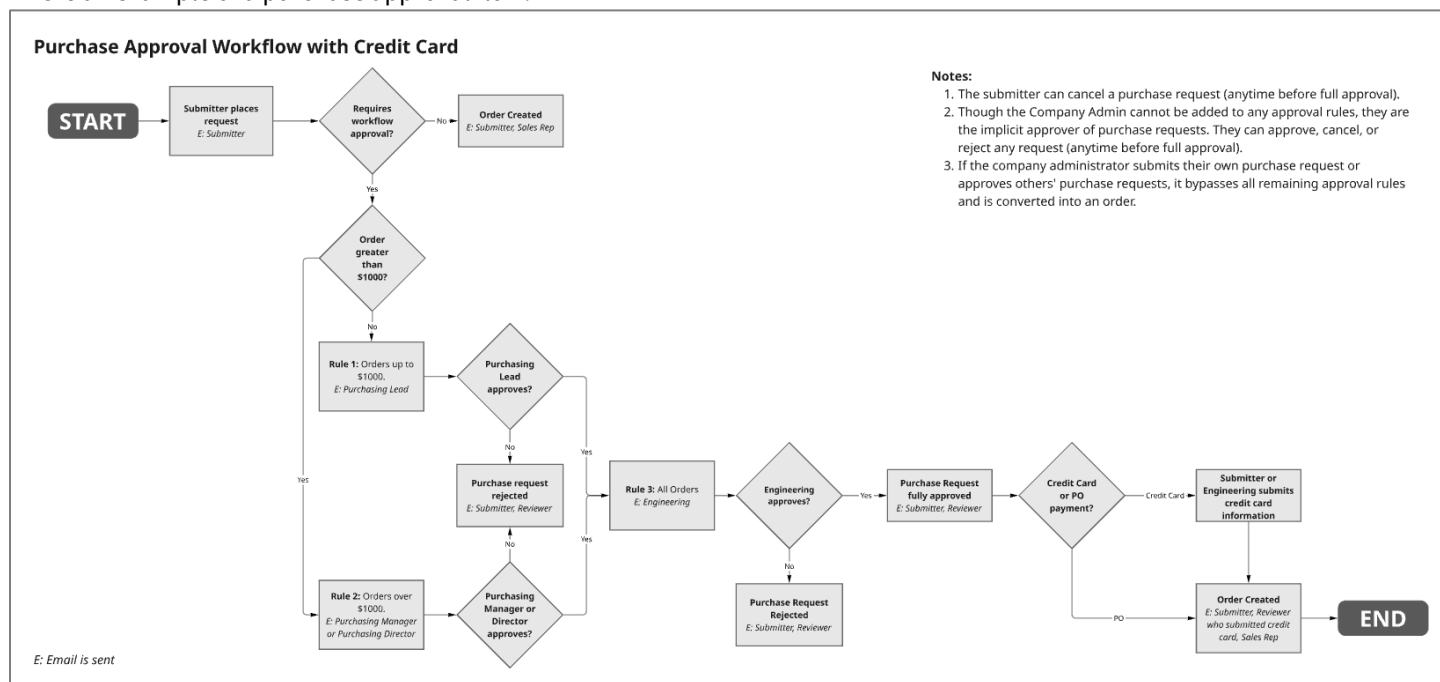 Purchase Approval Workflow with Credit Card
START
Submitter places
request
E: Submitter
Requires
workflow
approval?
No
Order Created
E: Submitter, Sales Rep
Notes:
1. The submitter can cancel a purchase request (anytime before full approval).
2. Though the Company Admin cannot be added to any approval rules, they are
the implicit approver of purchase requests. They can approve, cancel, or
reject any request (anytime before full approval).
3. If the company administrator submits their own purchase request or
approves others' purchase requests, it bypasses all remaining approval rules
and is converted into an order.
Yes
Order
greater
than
$1000?
No
Yes
Rule 1: Orders up to
$1000.
E: Purchasing Lead
Purchasing
Lead
approves?
No
Yes
Purchase request
rejected
E: Submitter, Reviewer
No
Yes
Rule 2: Orders over
$1000.
E: Purchasing Manager
or Purchasing Director
Purchasing
Manager or
Director
approves?
Rule 3: All Orders
E; Engineering
Engineering
approves?
Yes
No
Purchase Request
Rejected
E: Submitter, Reviewer
Purchase Request
fully approved
E: Submitter, Reviewer
Credit Card
or PO
payment?
Credit Card
Submitter or
Engineering submits
credit card
information
PO
Order Created
E: Submitter, Reviewer
who submitted credit
card, Sales Rep
END
E: Email is sent